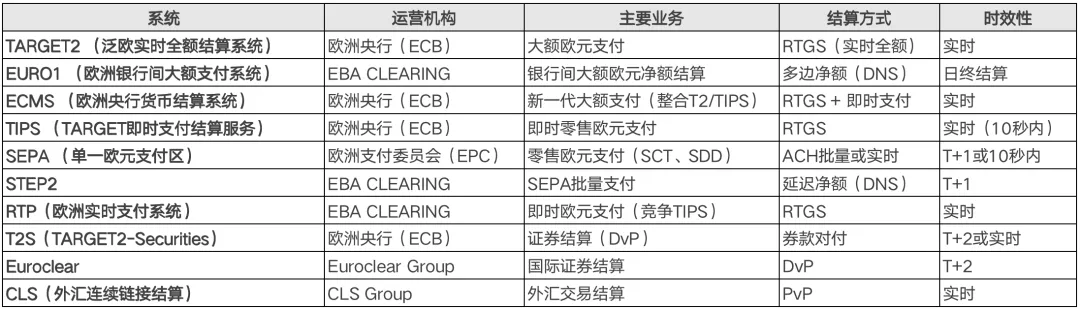 系统 运营机构 主要业务 结算方式 时效性
TARGET2 （泛欧实时全额结算系统） 欧洲央行（ECB） 大额欧元支付 RTGS（实时全额） 实时
EURO1 （欧洲银行间大额支付系统） EBA CLEARING 银行间大额欧元净额结算 多边净额（DNS） 日终结算
ECMS （欧洲央行货币结算系统） 欧洲央行（ECB） 新一代大额支付（整合T2/TIPS） RTGS + 即时支付 实时
TIPS （TARGET即时支付结算服务） 欧洲央行（ECB） 即时零售欧元支付 RTGS 实时（10秒内）
SEPA （单一欧元支付区） 欧洲支付委员会（EPC） 零售欧元支付（SCT、SDD） ACH批量或实时 T+1或10秒内
STEP2 EBA CLEARING SEPA批量支付 延迟净额（DNS） T+1
RTP（欧洲实时支付系统） EBA CLEARING 即时欧元支付（竞争TIPS） RTGS 实时
T2S（TARGET2-Securities） 欧洲央行（ECB） 证券结算（DvP） 券款对付 T+2或实时
Euroclear Euroclear Group 国际证券结算 DvP T+2
CLS（外汇连续链接结算） CLS Group 外汇交易结算 PvP 实时